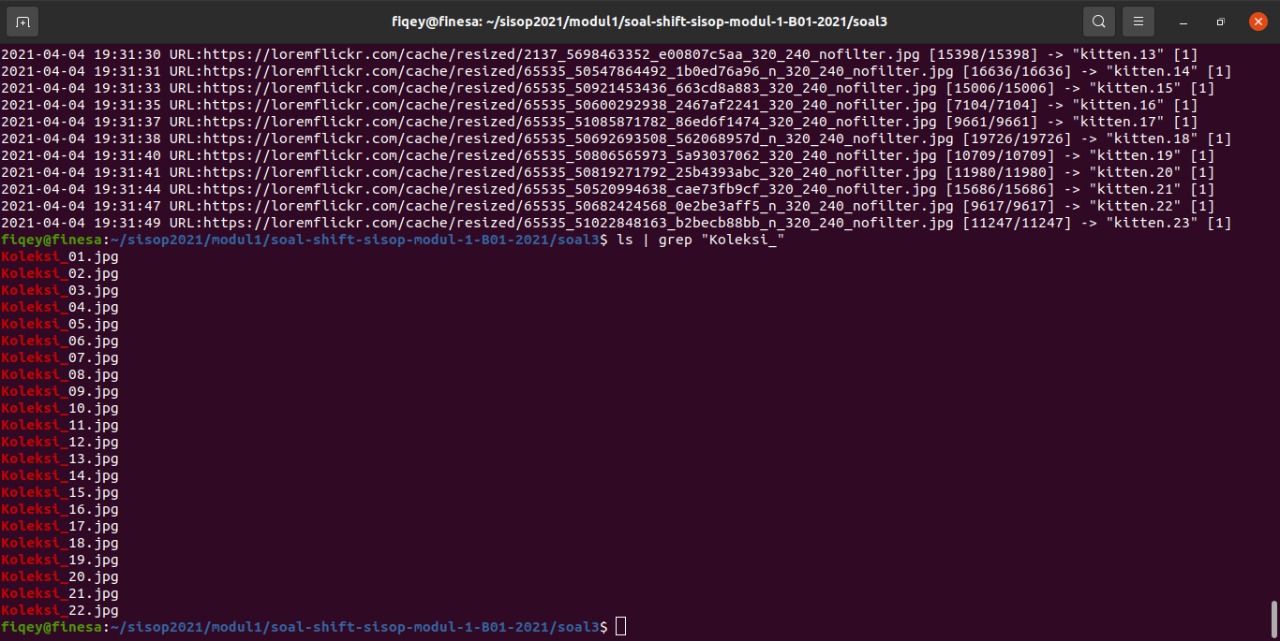 fiqey@finesa: ~/sisop2021/modul1/soal-shift-sisop-modul-1-B01-2021/soal3
2021-04-04 19:31:30 URL:https://loremflickr.com/cache/resized/2137_5698463352_e00807c5aa_320_240_nofilter.jpg [15398/15398] -> "kitten.13" [1]
2021-04-04 19:31:31 URL:https://loremflickr.com/cache/resized/65535_50547864492_1b0ed76a96_n_320_240_nofilter.jpg [16636/16636] -> "kitten.14" [1]
2021-04-04 19:31:33 URL:https://loremflickr.com/cache/resized/65535_50921453436_663cd8a883_320_240_nofilter.jpg [15006/15006] -> "kitten.15" [1]
2021-04-04 19:31:35 URL:https://loremflickr.com/cache/resized/65535_50600292938_2467af2241_320_240_nofilter.jpg [7104/7104] -> "kitten.16" [1]
2021-04-04 19:31:37 URL:https://loremflickr.com/cache/resized/65535_51085871782_86ed6f1474_320_240_nofilter.jpg [9661/9661] -> "kitten.17" [1]
2021-04-04 19:31:38 URL:https://loremflickr.com/cache/resized/65535_50692693508_562068957d_n_320_240_nofilter.jpg [19726/19726] -> "kitten.18" [1]
2021-04-04 19:31:40 URL:https://loremflickr.com/cache/resized/65535_50806565973_5a93037062_320_240_nofilter.jpg [10709/10709] -> "kitten.19" [1]
2021-04-04 19:31:41 URL:https://loremflickr.com/cache/resized/65535_50819271792_25b4393abc_320_240_nofilter.jpg [11980/11980] -> "kitten.20" [1]
2021-04-04 19:31:44 URL:https://loremflickr.com/cache/resized/65535_50520994638_cae73fb9cf_320_240_nofilter.jpg [15686/15686] -> "kitten.21" [1]
2021-04-04 19:31:47 URL:https://loremflickr.com/cache/resized/65535_50682424568_0e2be3aff5_n_320_240_nofilter.jpg [9617/9617] -> "kitten.22" [1]
2021-04-04 19:31:49 URL:https://loremflickr.com/cache/resized/65535_51022848163_b2becb88bb_n_320_240_nofilter.jpg [11247/11247] -> "kitten.23" [1]
fiqey@finesa:~/sisop2021/modul1/soal-shift-sisop-modul-1-B01-2021/soal3$ ls | grep "Koleksi_"
Koleksi_01.jpg
Koleksi_02.jpg
Koleksi_03.jpg
Koleksi_04.jpg
Koleksi_05.jpg
Koleksi_06.jpg
Koleksi_07.jpg
Koleksi_08.jpg
Koleksi_09.jpg
Koleksi_10.jpg
Koleksi_11.jpg
Koleksi_12.jpg
Koleksi_13.jpg
Koleksi_14.jpg
Koleksi_15.jpg
Koleksi_16.jpg
Koleksi_17.jpg
Koleksi_18.jpg
Koleksi_19.jpg
Koleksi_20.jpg
Koleksi_21.jpg
Koleksi_22.jpg
fiqey@finesa:~/sisop2021/modul1/soal-shift-sisop-modul-1-B01-2021/soal3$